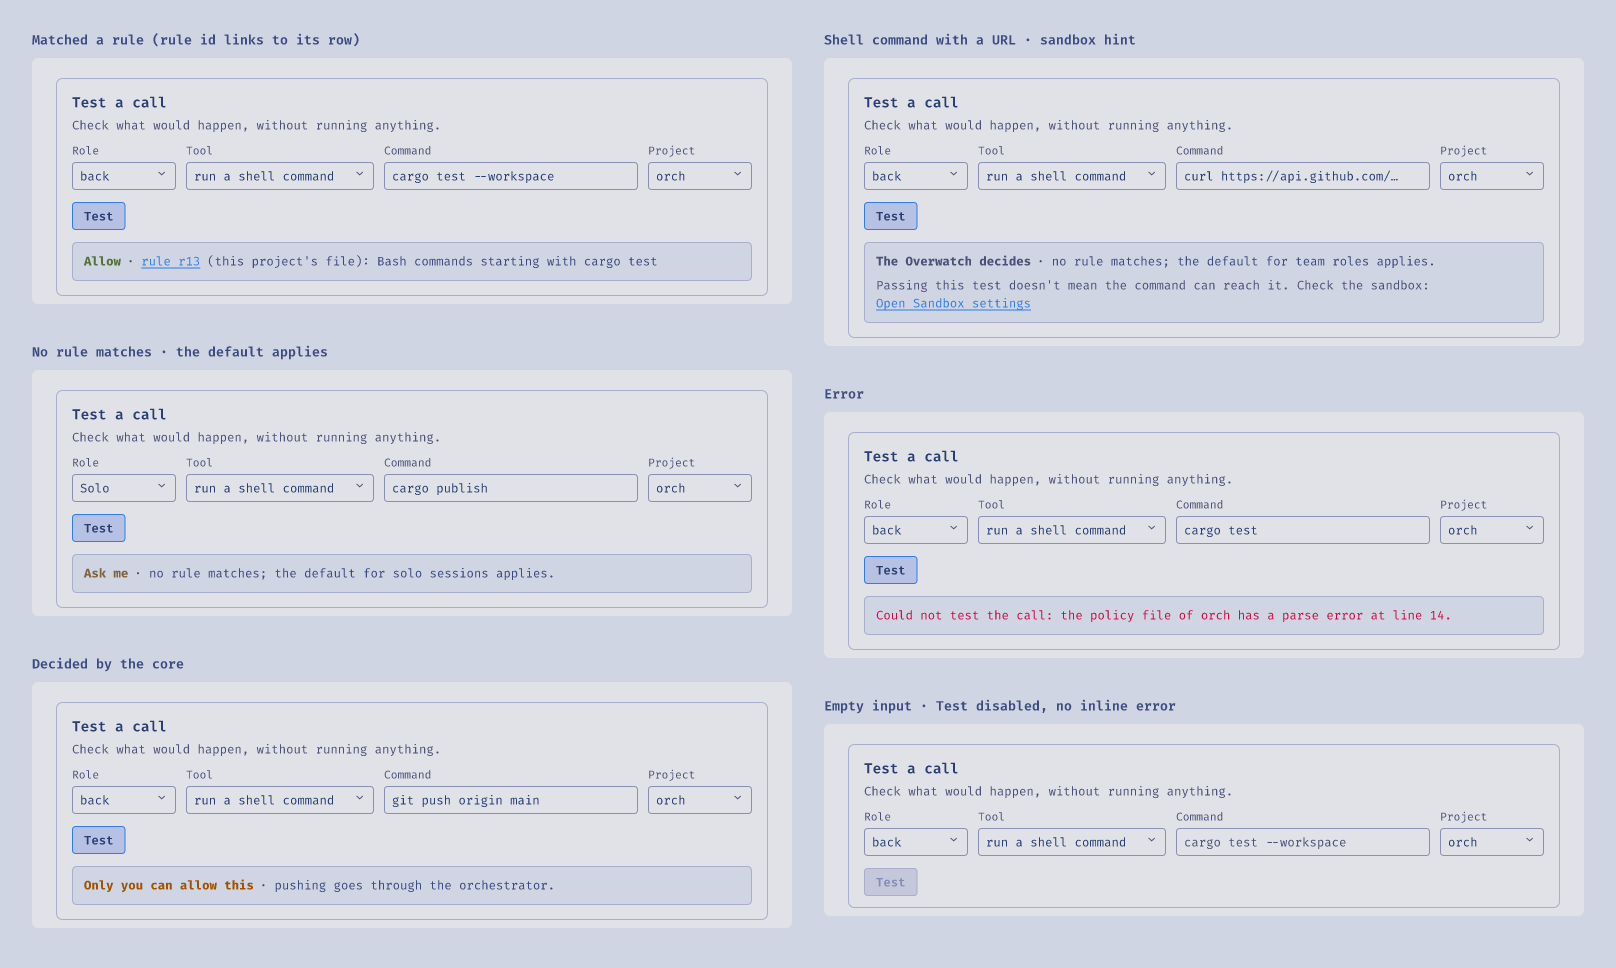 Matched a rule (rule id links to its row)
Test a call
Check what would happen, without running anything.
Role Tool Command Project
back run a shell command cargo test --workspace orch
Test
Allow · rule r13 (this project's file): Bash commands starting with cargo test
No rule matches · the default applies
Test a call
Check what would happen, without running anything.
Role Tool Command Project
Solo run a shell command cargo publish orch
Test
Ask me · no rule matches; the default for solo sessions applies.
Decided by the core
Test a call
Check what would happen, without running anything.
Role Tool Command Project
back run a shell command git push origin main orch
Test
Only you can allow this · pushing goes through the orchestrator.
Shell command with a URL · sandbox hint
Test a call
Check what would happen, without running anything.
Role Tool Command Project
back run a shell command curl https://api.github.com/… orch
Test
The Overwatch decides · no rule matches; the default for team roles applies.
Passing this test doesn't mean the command can reach it. Check the sandbox:
Open Sandbox settings
Error
Test a call
Check what would happen, without running anything.
Role Tool Command Project
back run a shell command cargo test orch
Test
Could not test the call: the policy file of orch has a parse error at line 14.
Empty input · Test disabled, no inline error
Test a call
Check what would happen, without running anything.
Role Tool Command Project
back run a shell command cargo test --workspace orch
Test